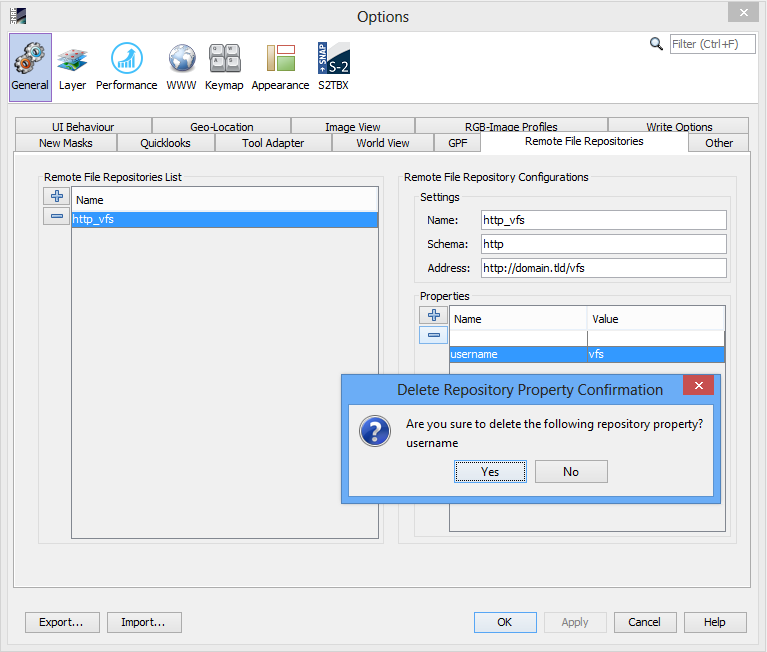 Options
Filter (Ctrl+F)
SNAP
S-2
General Layer Performance WWW Keymap Appearance S2TBX
UI Behaviour Geo-Location Image View RGB-Image Profiles Write Options
New Masks Quicklooks Tool Adapter World View GPF Remote File Repositories Other
Remote File Repositories List
Name
http_vfs
Remote File Repository Configurations
Settings
Name: http_vfs
Schema: http
Address: http://domain.tld/vfs
Properties
Name Value
username vfs
Delete Repository Property Confirmation
Are you sure to delete the following repository property?
username
Yes No
Export... Import... OK Apply Cancel Help